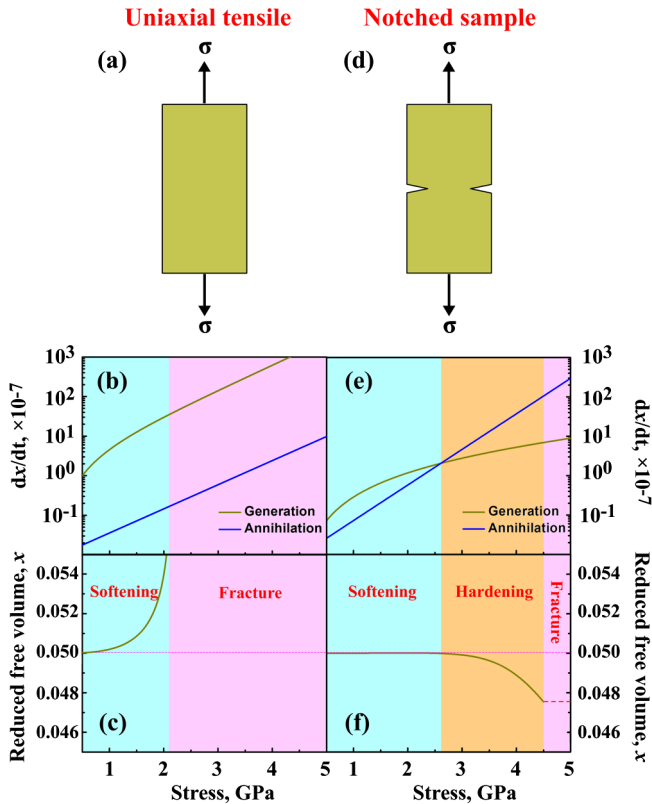 Uniaxial tensile
Notched sample
(a)
σ
σ
(d)
σ
σ
10³
10²
10¹
10⁰
10⁻¹
dx/dt, ×10-7
(b)
Generation
Annihilation
(e)
Generation
Annihilation
10³
10²
10¹
10⁰
10⁻¹
dx/dt, ×10-7
0.054
0.052
0.050
0.048
0.046
Reduced free volume, x
Softening
Fracture
(c)
1 2 3 4 5
Stress, GPa
Softening
Hardening
Fracture
(f)
1 2 3 4 5
Stress, GPa
0.054
0.052
0.050
0.048
0.046
Reduced free volume, x